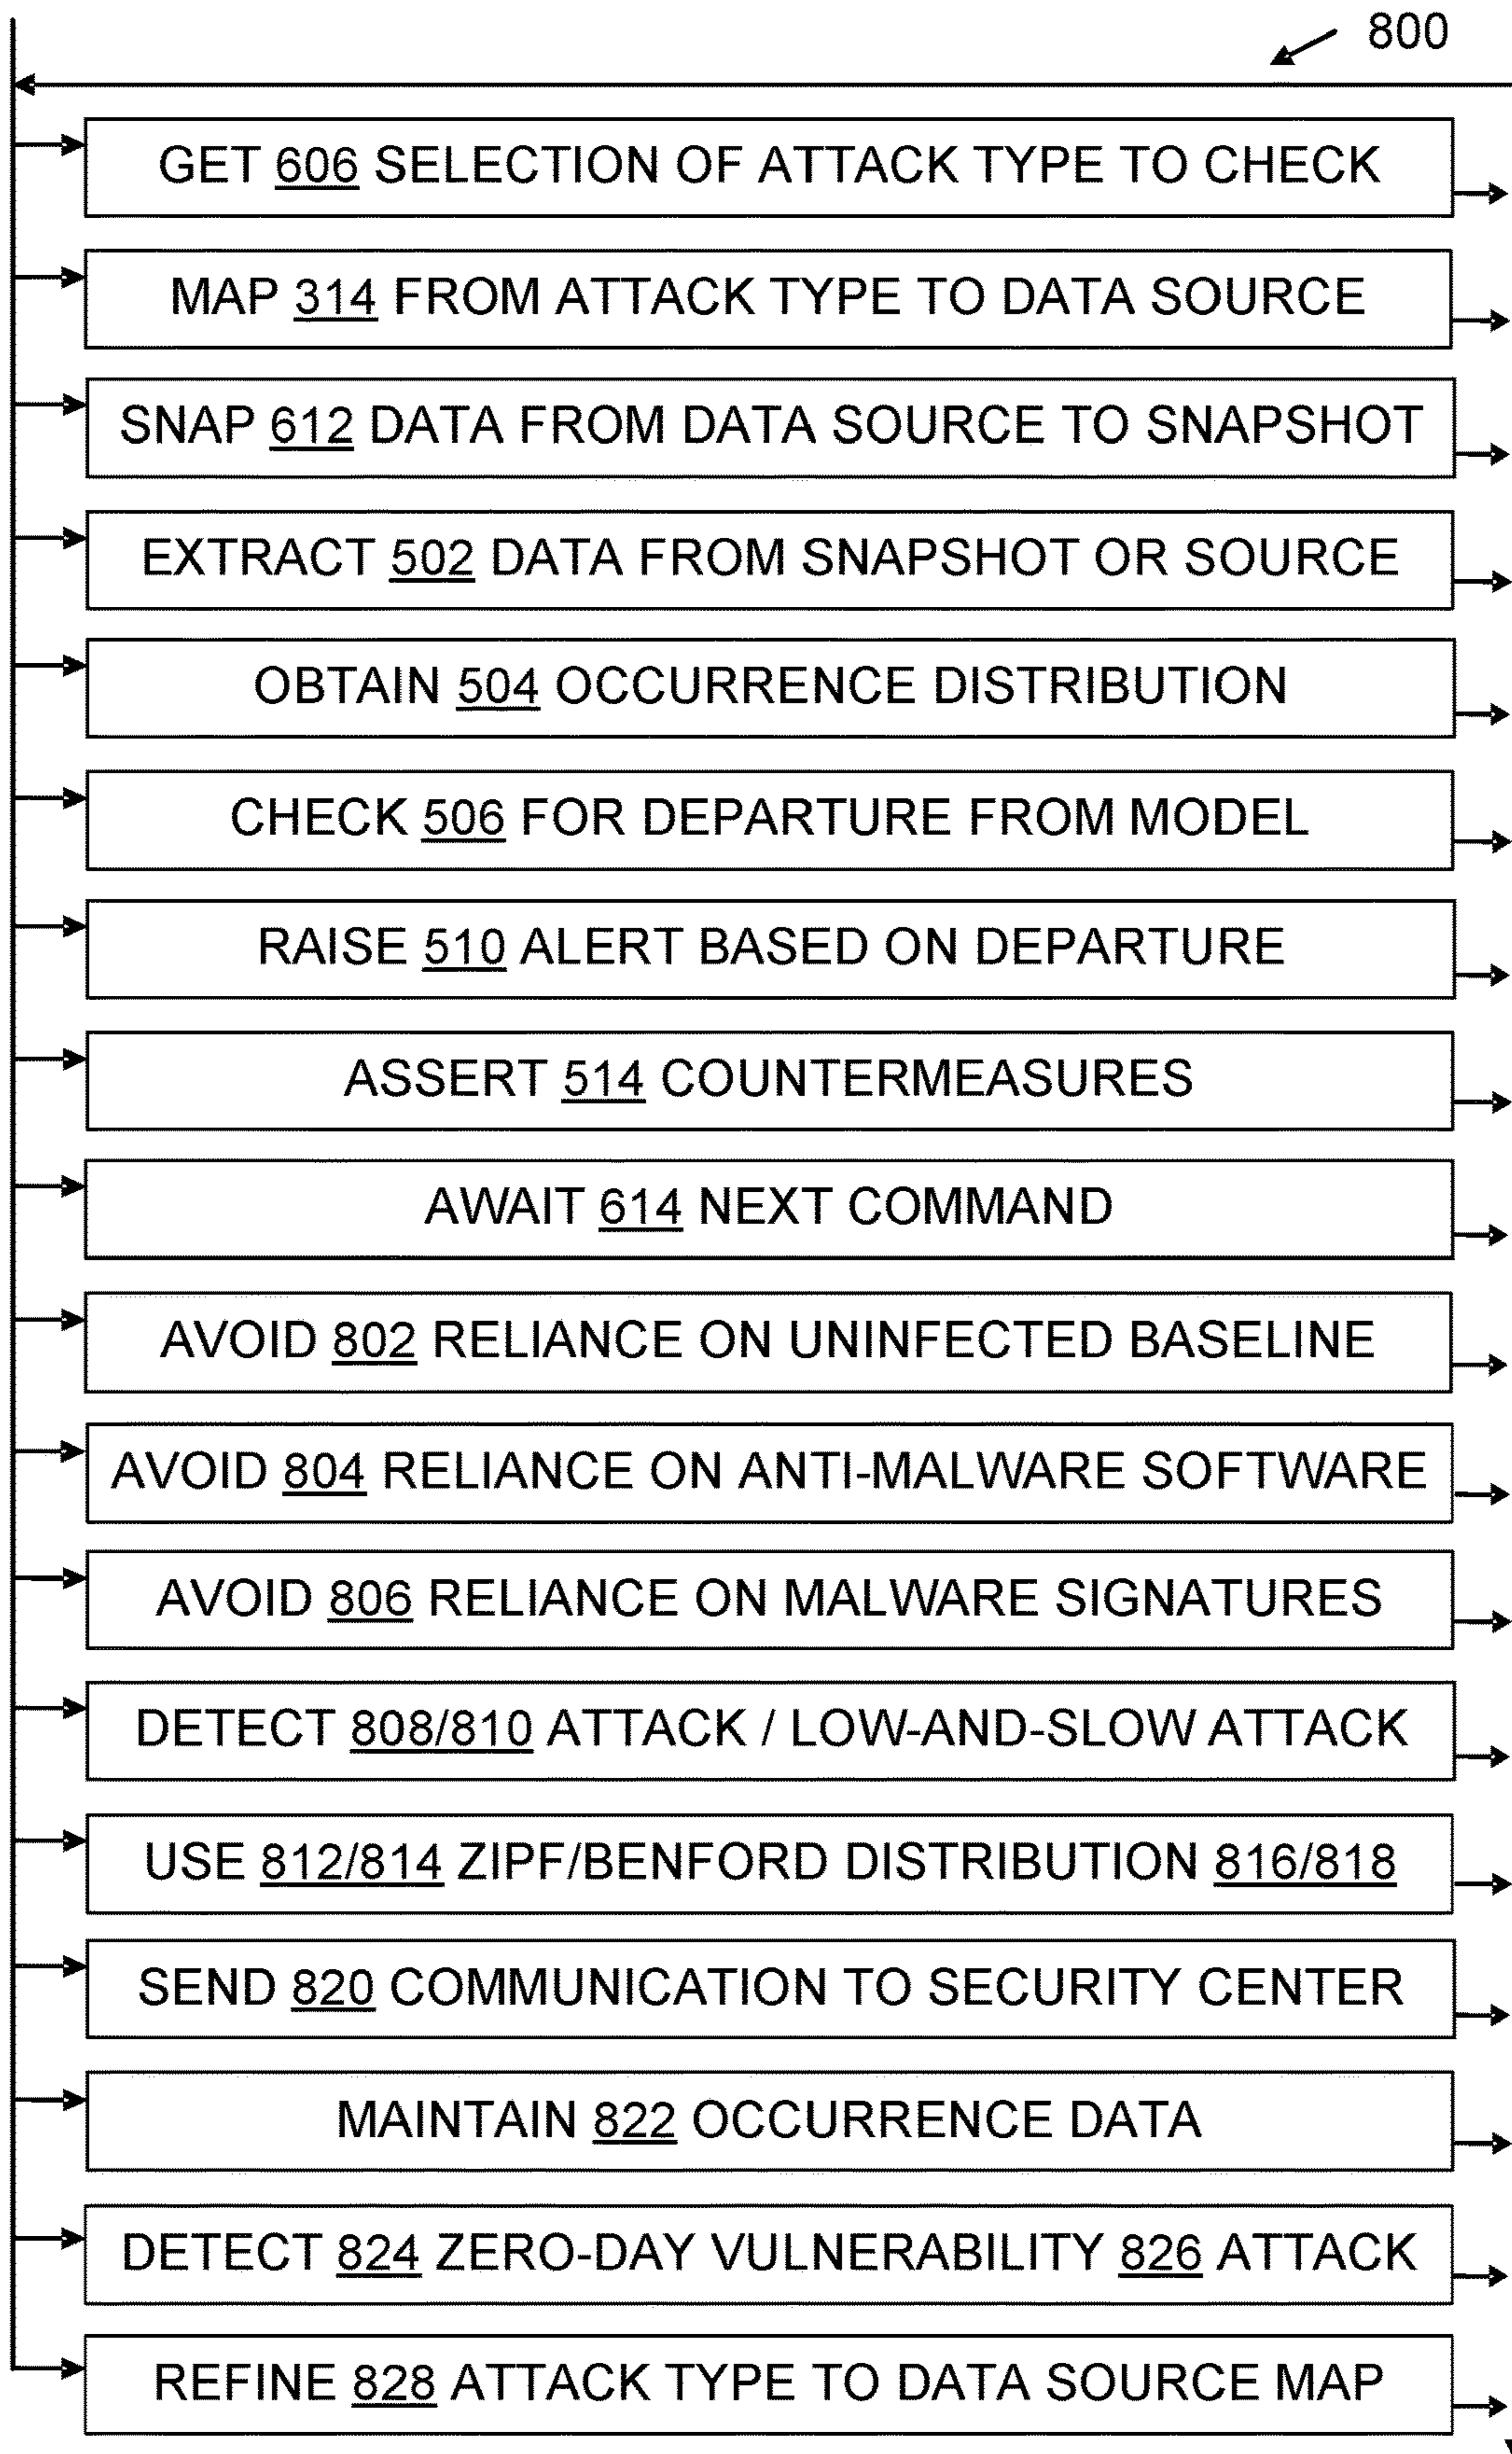 800
GET 606 SELECTION OF ATTACK TYPE TO CHECK
MAP 314 FROM ATTACK TYPE TO DATA SOURCE
SNAP 612 DATA FROM DATA SOURCE TO SNAPSHOT
EXTRACT 502 DATA FROM SNAPSHOT OR SOURCE
OBTAIN 504 OCCURRENCE DISTRIBUTION
CHECK 506 FOR DEPARTURE FROM MODEL
RAISE 510 ALERT BASED ON DEPARTURE
ASSERT 514 COUNTERMEASURES
AWAIT 614 NEXT COMMAND
AVOID 802 RELIANCE ON UNINFECTED BASELINE
AVOID 804 RELIANCE ON ANTI-MALWARE SOFTWARE
AVOID 806 RELIANCE ON MALWARE SIGNATURES
DETECT 808/810 ATTACK / LOW-AND-SLOW ATTACK
USE 812/814 ZIPF/BENFORD DISTRIBUTION 816/818
SEND 820 COMMUNICATION TO SECURITY CENTER
MAINTAIN 822 OCCURRENCE DATA
DETECT 824 ZERO-DAY VULNERABILITY 826 ATTACK
REFINE 828 ATTACK TYPE TO DATA SOURCE MAP